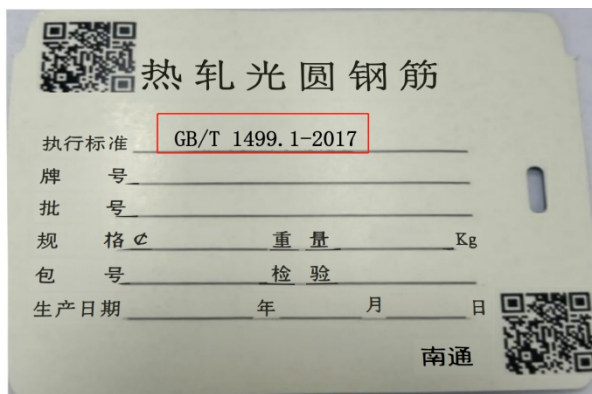 热轧光圆钢筋
执行标准 GB/T 1499.1-2017
牌 号
批 号
规 格 ¢ 重 量 Kg
包 号 检 验
生产日期 年 月 日
南通